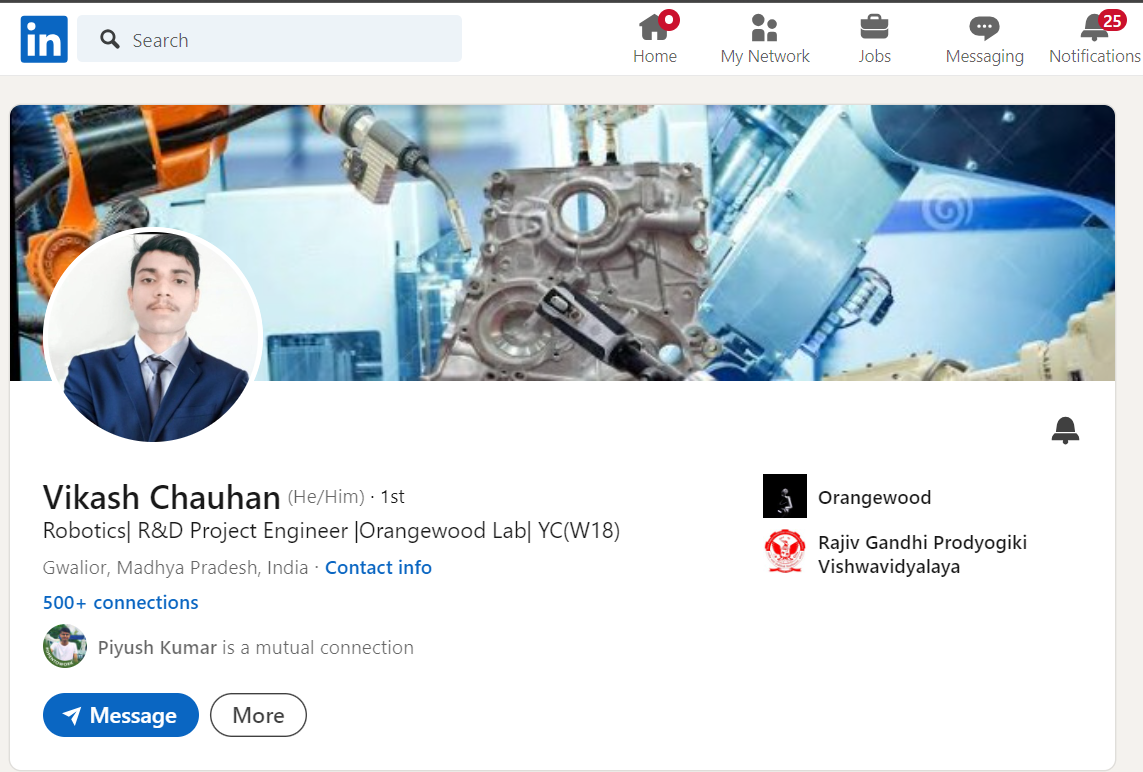 in
Search
Home
My Network
Jobs
Messaging
25
Notifications
Vikash Chauhan (He/Him) · 1st
Robotics| R&D Project Engineer |Orangewood Lab| YC(W18)
Gwalior, Madhya Pradesh, India · Contact info
500+ connections
Piyush Kumar is a mutual connection
Message
More
Orangewood
Rajiv Gandhi Prodyogiki
Vishwavidyalaya